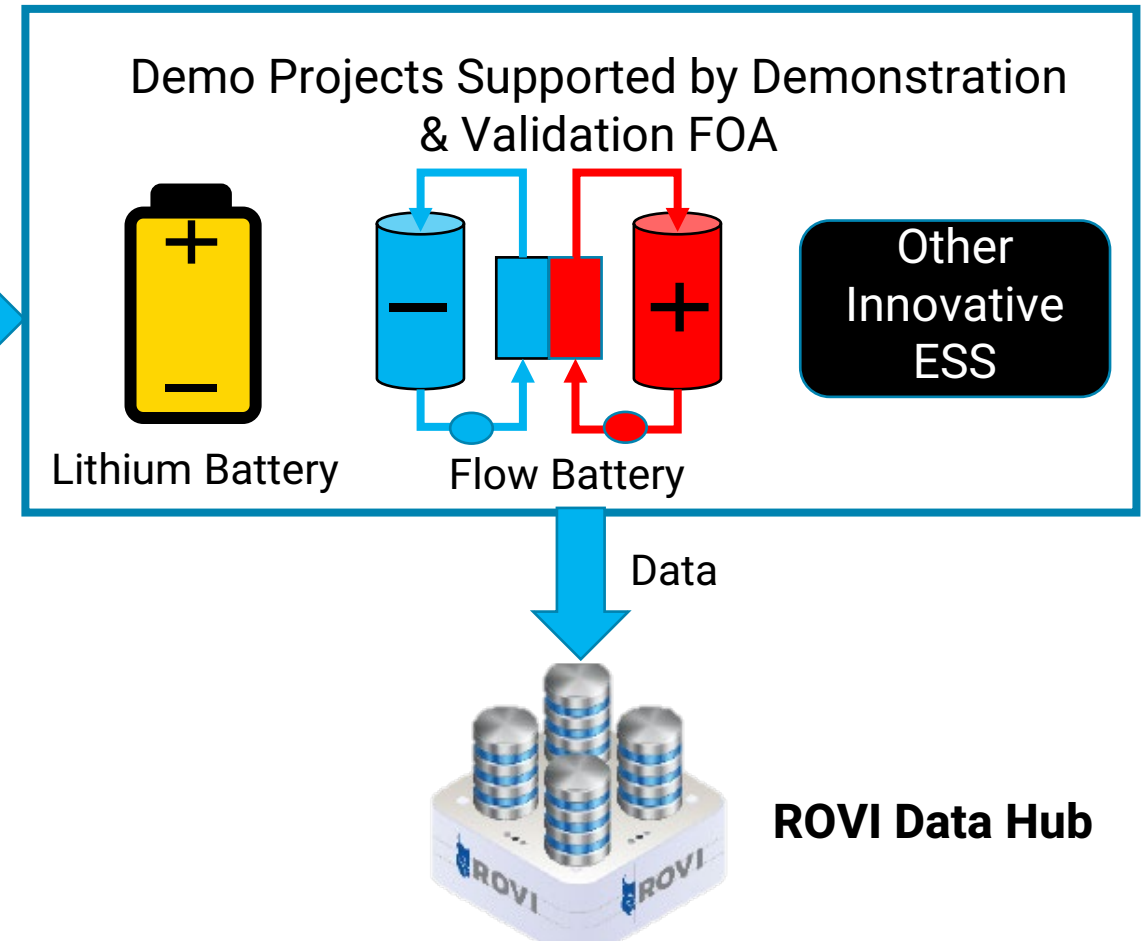 Demo Projects Supported by Demonstration
& Validation FOA
+
−
−
+
Other
Innovative
ESS
Lithium Battery
Flow Battery
Data
ROVI Data Hub
ROVI
ROVI